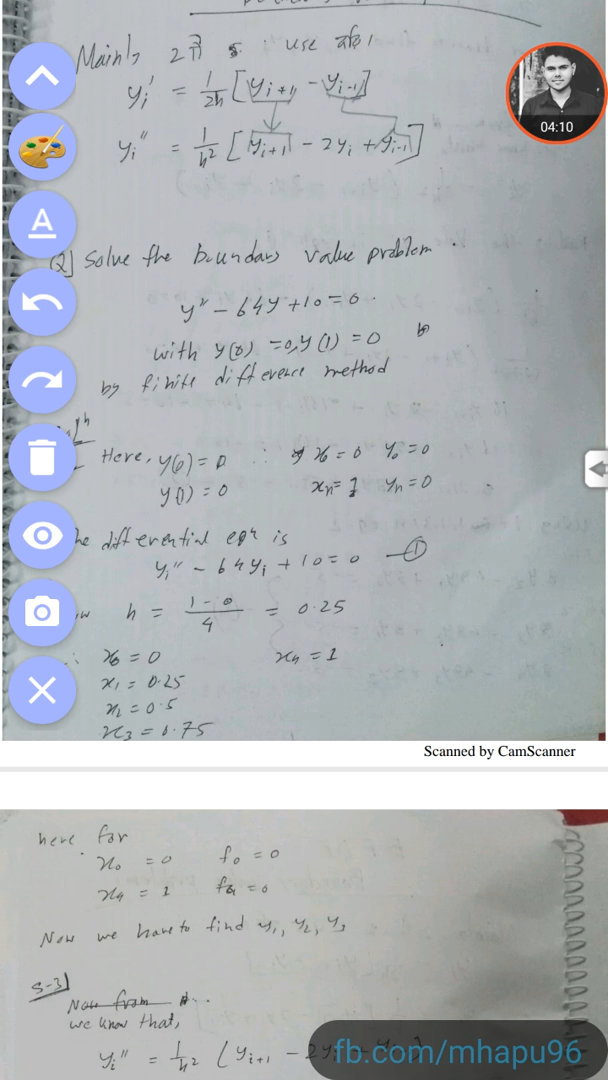 Mainly 2 টি use করি।
yᵢ' = 1/2h [yᵢ₊₁ - yᵢ₋₁]
yᵢ'' = 1/h² [yᵢ₊₁ - 2yᵢ + yᵢ₋₁]
04:10
A
Q] Solve the boundary value problem
y'' - 64y + 10 = 0.
with y(0) = 0, y(1) = 0
by finite difference method
Here, y(0) = 0 ∴ x₀ = 0 y₀ = 0
y(1) = 0 xₙ = 1 yₙ = 0
he differential eqn is
yᵢ'' - 64yᵢ + 10 = 0 —①
w h = 1-0/4 = 0.25
x₀ = 0 x₄ = 1
x₁ = 0.25
x₂ = 0.5
x₃ = 0.75
Scanned by CamScanner
here for
x₀ = 0 f₀ = 0
x₄ = 1 f₄ = 0
Now we have to find y₁, y₂, y₃
S-3]
Now from
we know that,
yᵢ'' = 1/h² (yᵢ₊₁ - 2yᵢ
fb.com/mhapu96